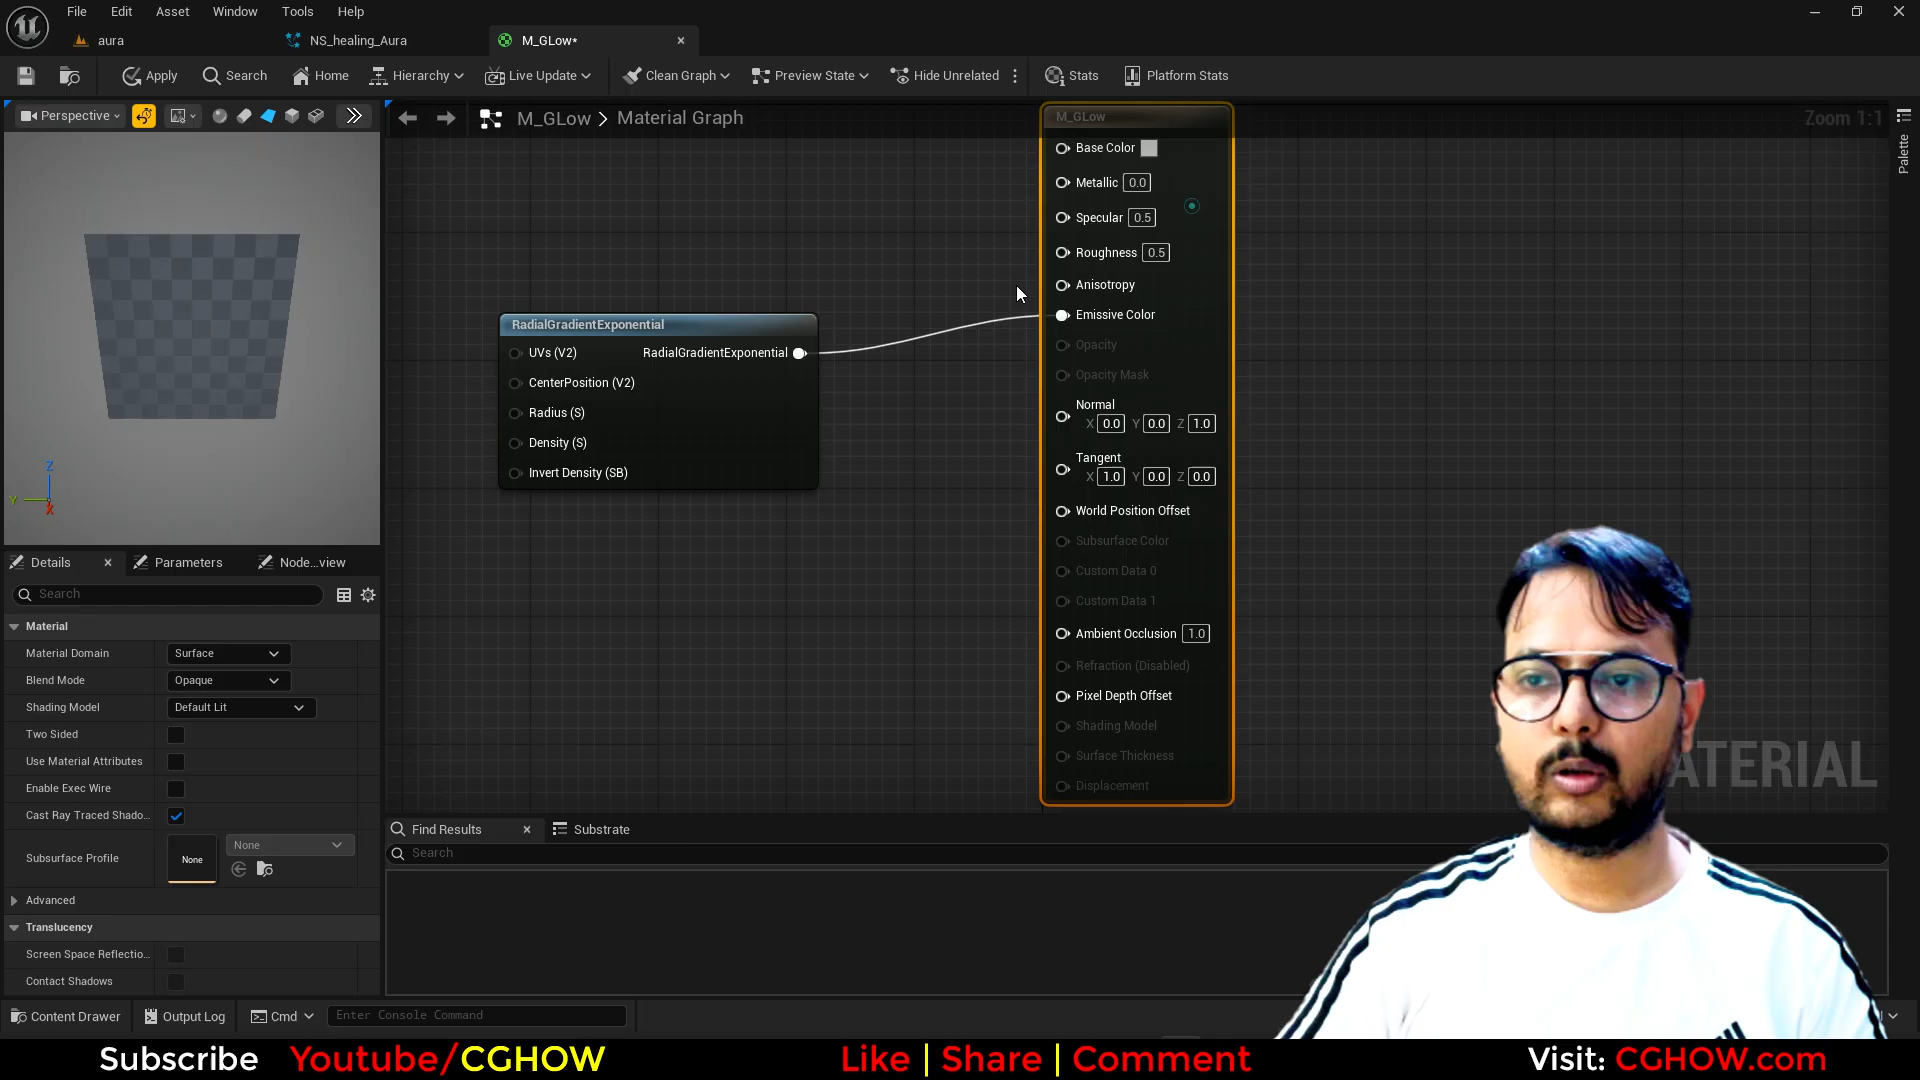 File Edit Asset Window Tools Help
aura NS_healing_Aura M_GLow*
Apply Search Home Hierarchy Live Update Clean Graph Preview State Hide Unrelated Stats Platform Stats
Perspective
M_GLow > Material Graph
Zoom 1:1
Palette
M_GLow
Base Color
Metallic 0.0
Specular 0.5
Roughness 0.5
Anisotropy
Emissive Color
Opacity
Opacity Mask
Normal
X 0.0 Y 0.0 Z 1.0
Tangent
X 1.0 Y 0.0 Z 0.0
World Position Offset
Subsurface Color
Custom Data 0
Custom Data 1
Ambient Occlusion 1.0
Refraction (Disabled)
Pixel Depth Offset
Shading Model
Surface Thickness
Displacement
RadialGradientExponential
UVs (V2) RadialGradientExponential
CenterPosition (V2)
Radius (S)
Density (S)
Invert Density (SB)
Z
Y
X
Details Parameters Node...view
Search
Material
Material Domain Surface
Blend Mode Opaque
Shading Model Default Lit
Two Sided
Use Material Attributes
Enable Exec Wire
Cast Ray Traced Shado...
Subsurface Profile None None
Advanced
Translucency
Screen Space Reflectio...
Contact Shadows
ATERIAL
Find Results Substrate
Search
Content Drawer Output Log Cmd Enter Console Command
Subscribe Youtube/CGHOW Like | Share | Comment Visit: CGHOW.com